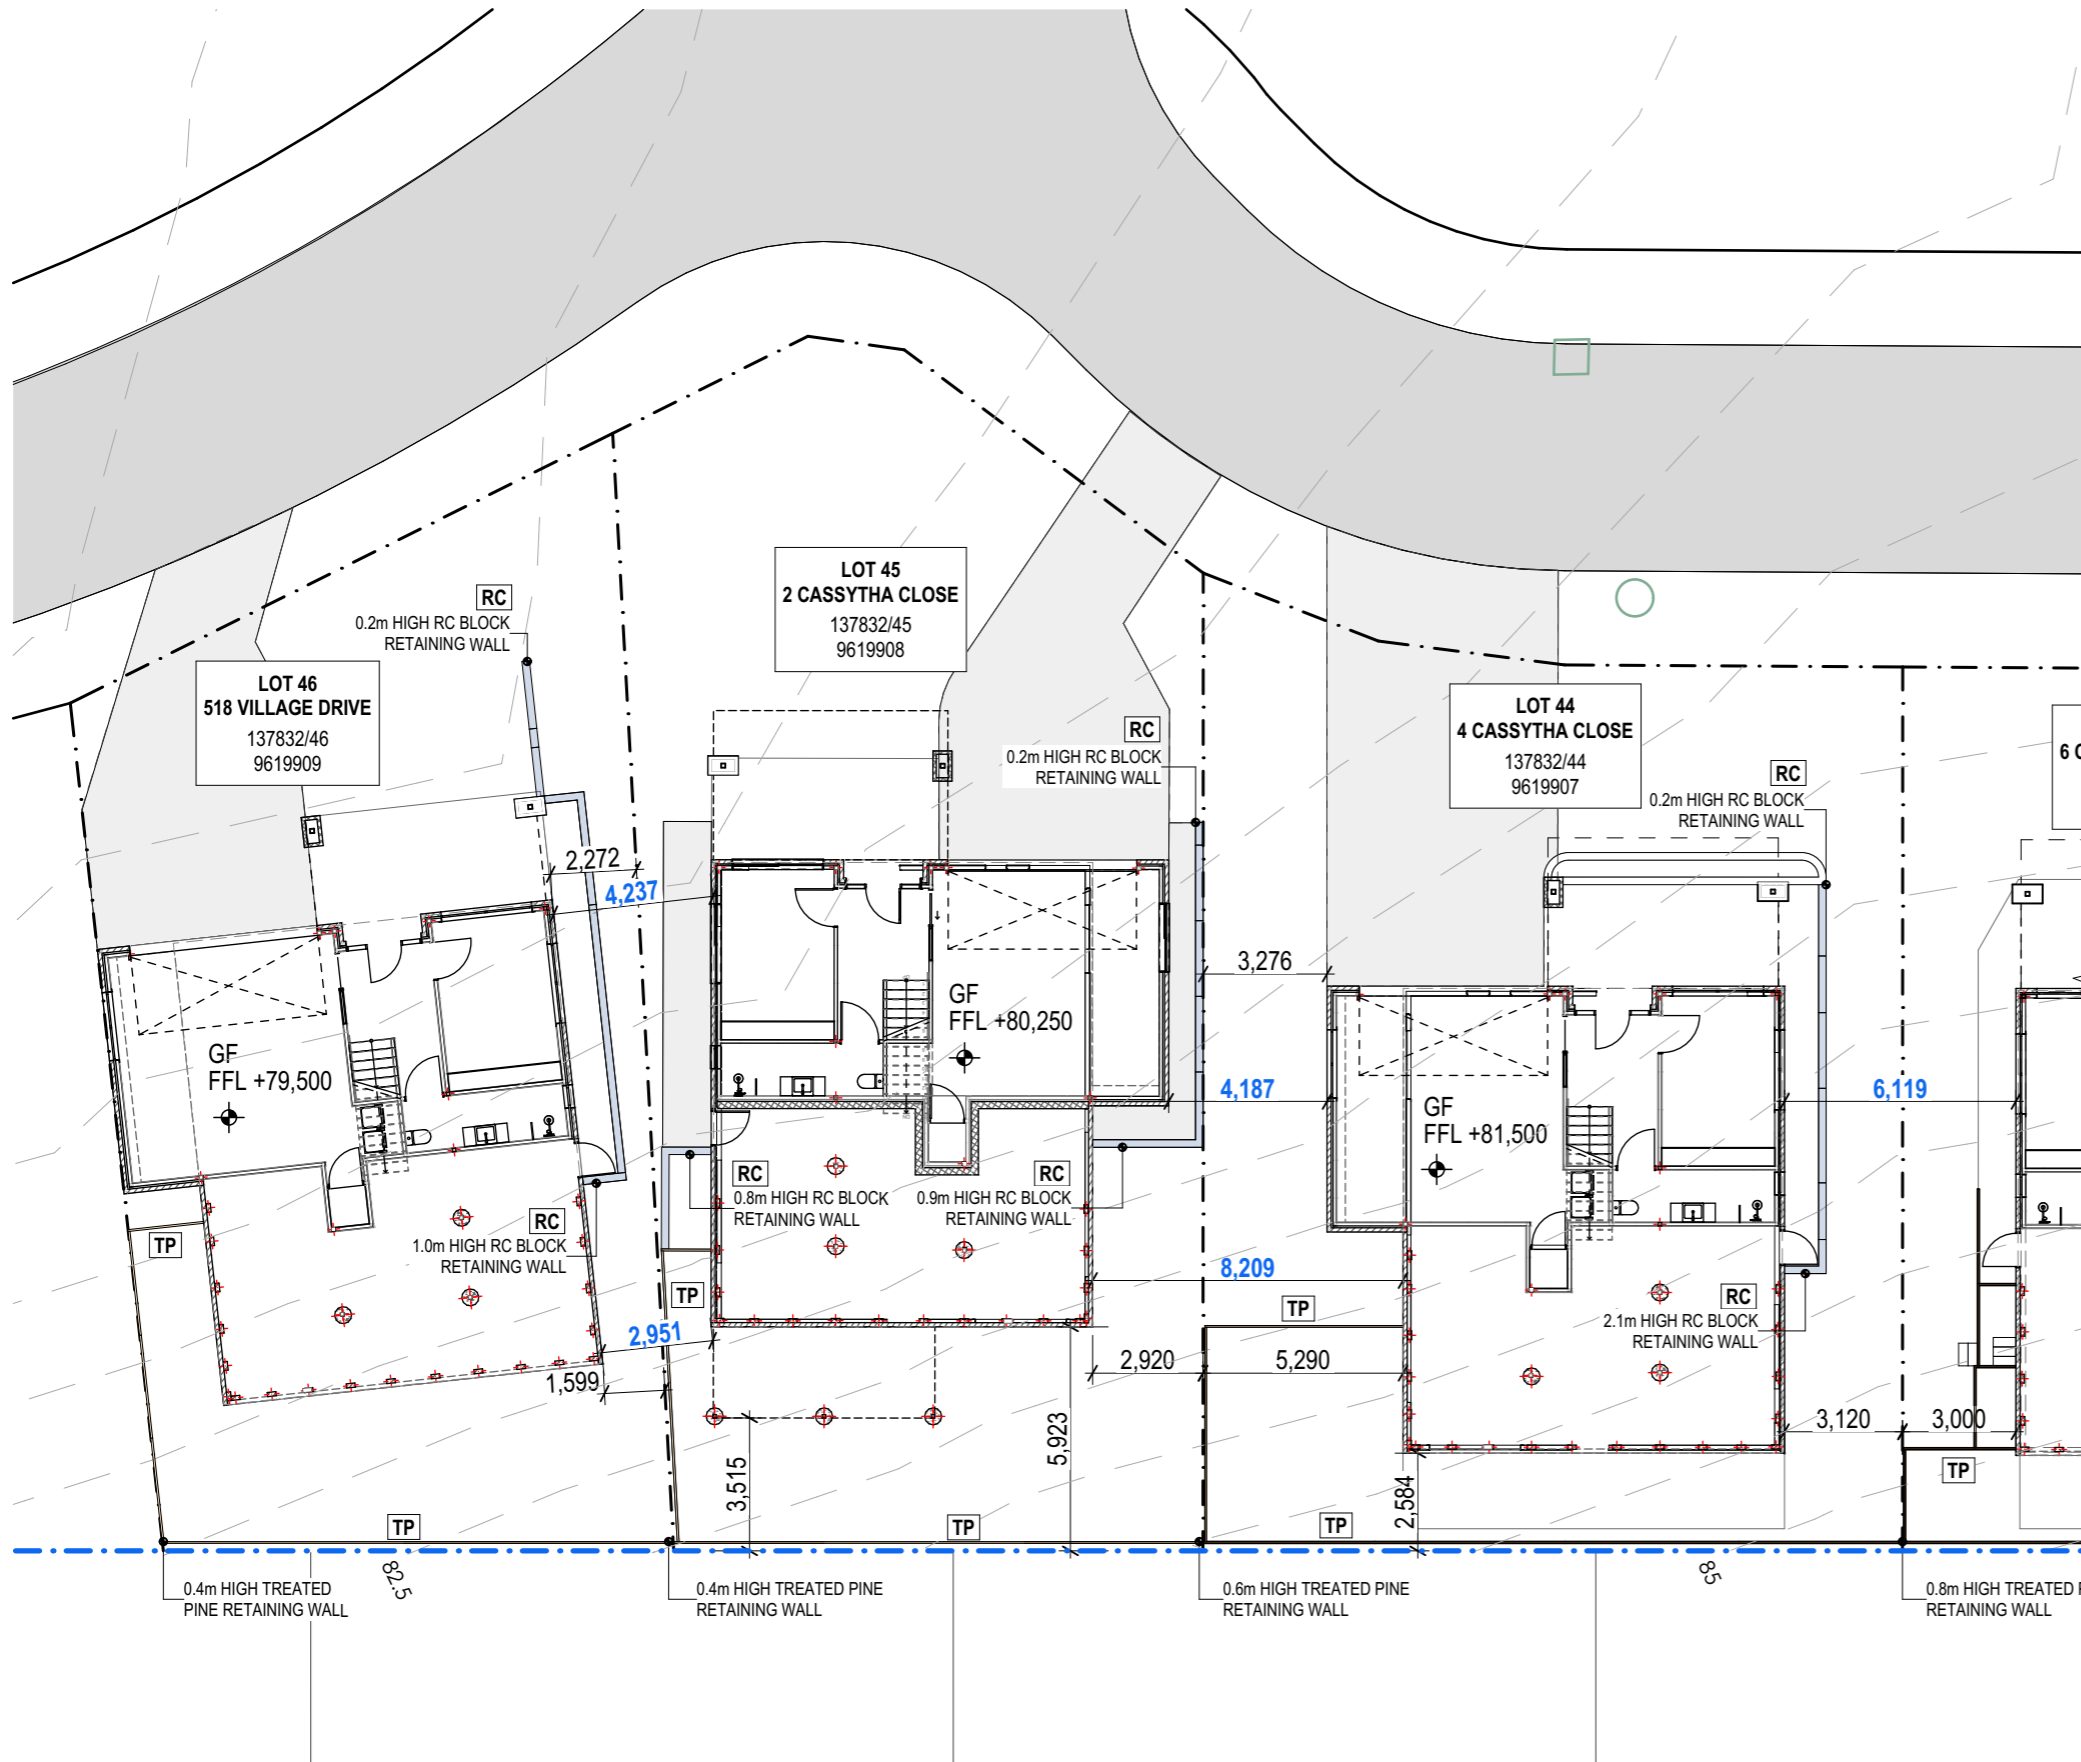 LOT 45
2 CASSYTHA CLOSE
137832/45
9619908
RC
0.2m HIGH RC BLOCK
RETAINING WALL
LOT 46
518 VILLAGE DRIVE
137832/46
9619909
LOT 44
4 CASSYTHA CLOSE
137832/44
9619907
RC
0.2m HIGH RC BLOCK
RETAINING WALL
RC
0.2m HIGH RC BLOCK
RETAINING WALL
6 C
2,272
4,237
3,276
GF
FFL +80,250
GF
FFL +79,500
4,187
GF
FFL +81,500
6,119
RC
0.8m HIGH RC BLOCK
RETAINING WALL
RC
0.9m HIGH RC BLOCK
RETAINING WALL
RC
1.0m HIGH RC BLOCK
RETAINING WALL
TP
TP
8,209
TP
RC
2.1m HIGH RC BLOCK
RETAINING WALL
2,951
1,599
2,920
5,290
3,120
3,000
5,923
3,515
2,584
TP
TP
TP
TP
82.5
85
0.4m HIGH TREATED
PINE RETAINING WALL
0.4m HIGH TREATED PINE
RETAINING WALL
0.6m HIGH TREATED PINE
RETAINING WALL
0.8m HIGH TREATED
RETAINING WALL